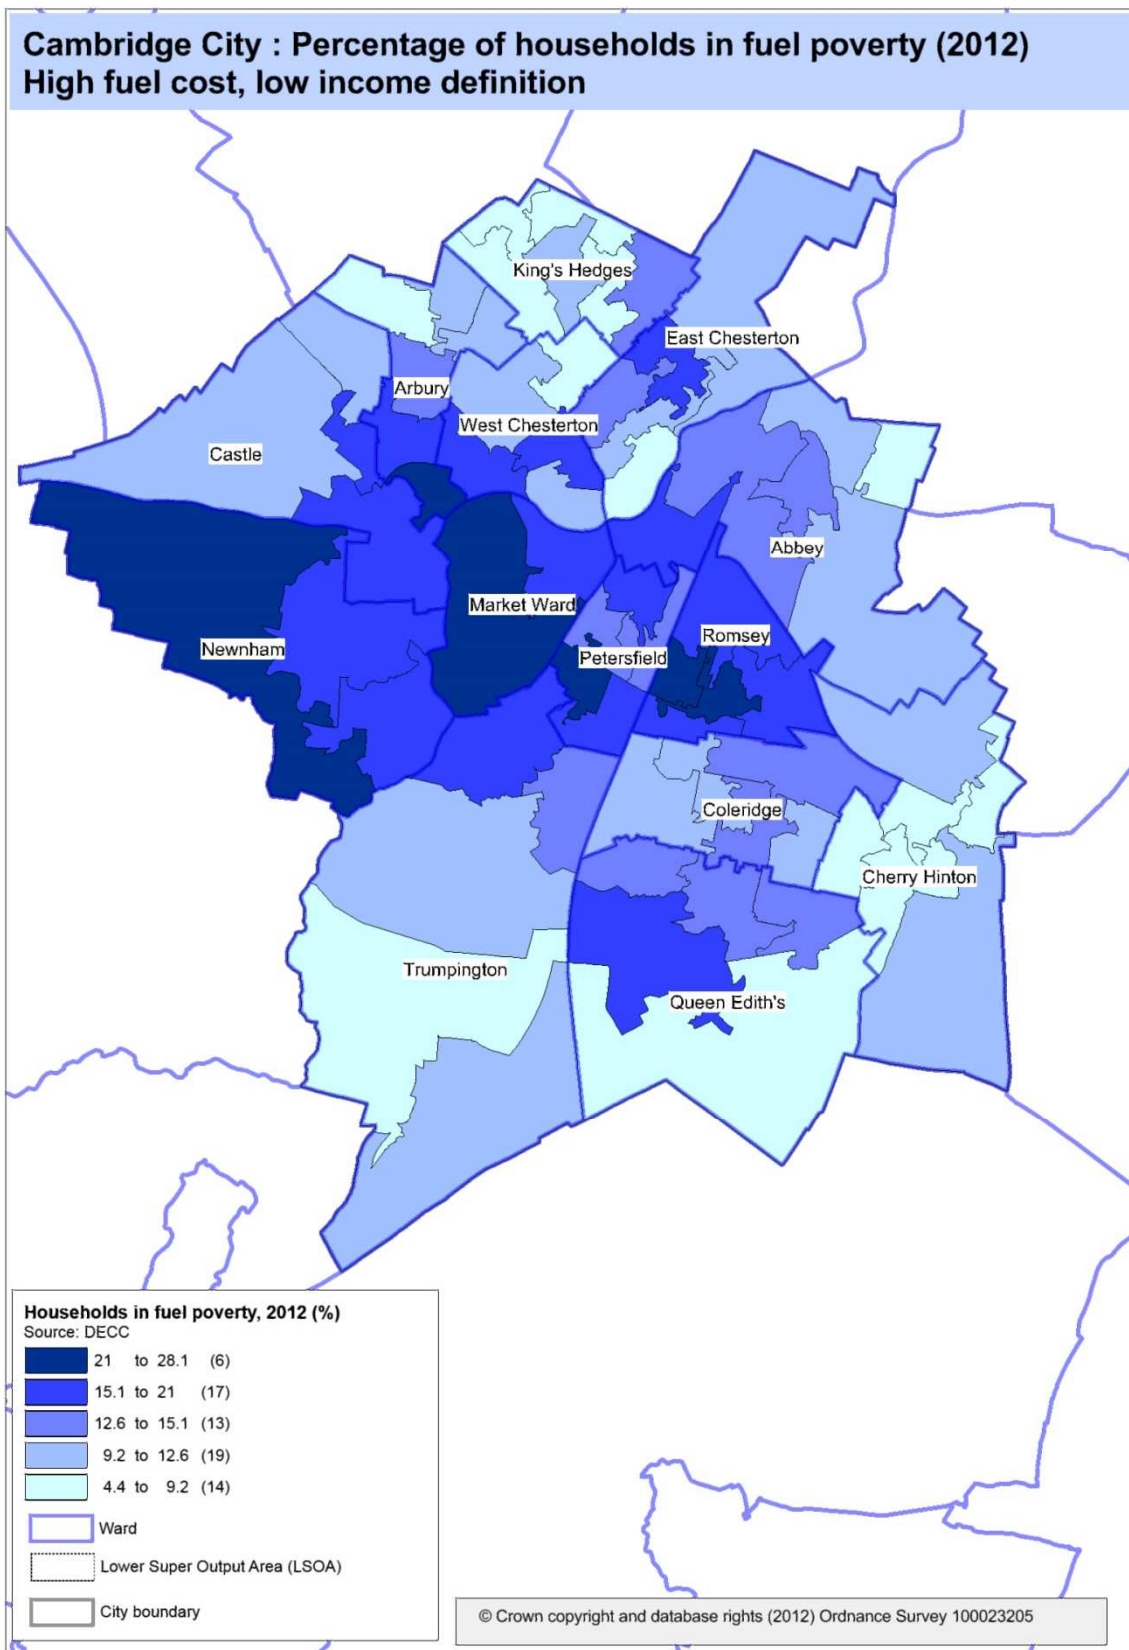 Cambridge City : Percentage of households in fuel poverty (2012)
High fuel cost, low income definition
King's Hedges
East Chesterton
Arbury
West Chesterton
Castle
Abbey
Market Ward
Romsey
Newnham
Petersfield
Coleridge
Cherry Hinton
Trumpington
Queen Edith's
Households in fuel poverty, 2012 (%)
Source: DECC
21 to 28.1 (6)
15.1 to 21 (17)
12.6 to 15.1 (13)
9.2 to 12.6 (19)
4.4 to 9.2 (14)
Ward
Lower Super Output Area (LSOA)
City boundary
© Crown copyright and database rights (2012) Ordnance Survey 100023205